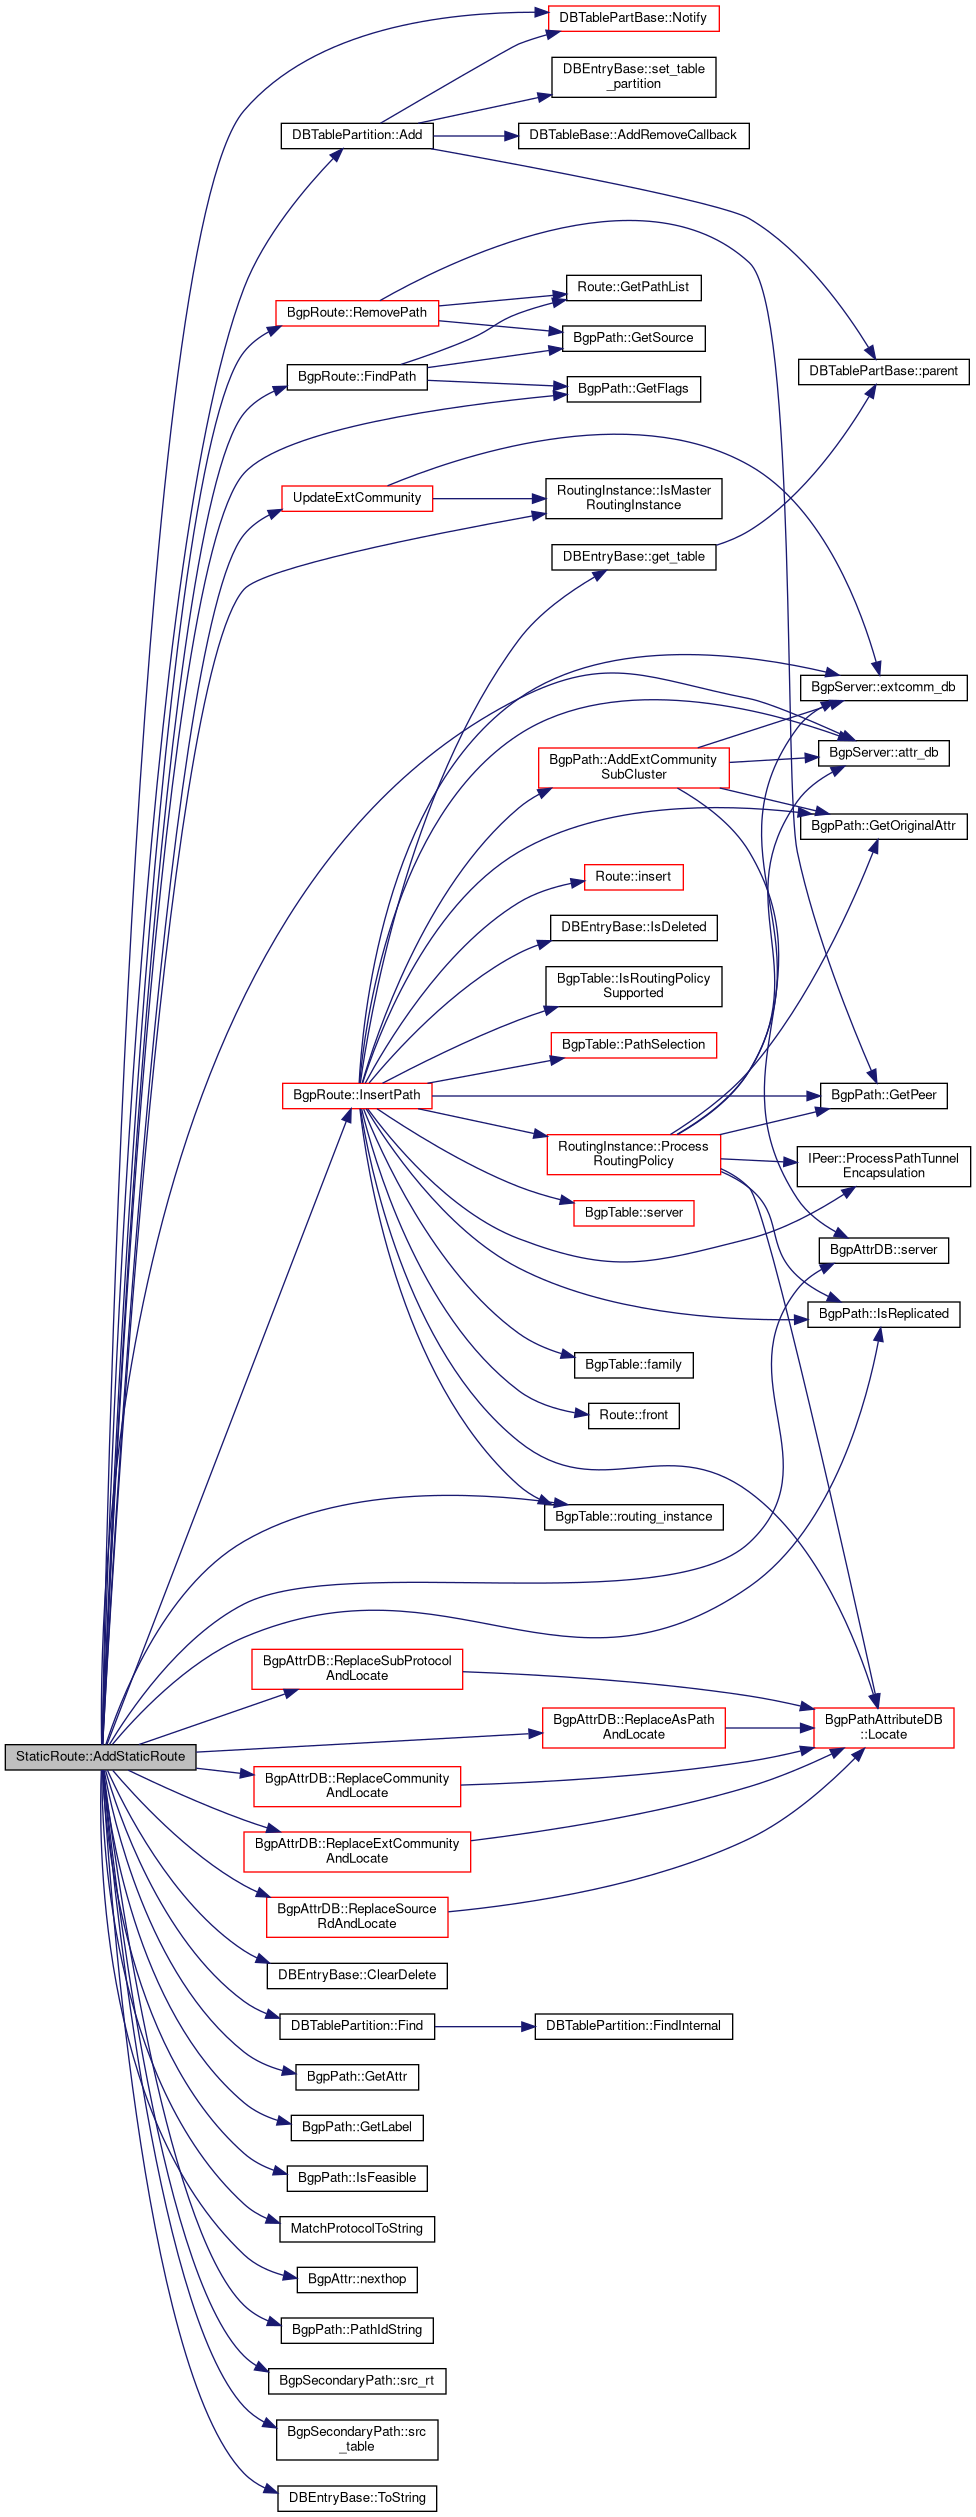 DBTablePartBase::Notify
DBEntryBase::set_table
_partition
DBTablePartition::Add
DBTableBase::AddRemoveCallback
Route::GetPathList
BgpRoute::RemovePath
BgpPath::GetSource
DBTablePartBase::parent
BgpRoute::FindPath
BgpPath::GetFlags
UpdateExtCommunity
RoutingInstance::IsMaster
RoutingInstance
DBEntryBase::get_table
BgpServer::extcomm_db
BgpServer::attr_db
BgpPath::AddExtCommunity
SubCluster
BgpPath::GetOriginalAttr
Route::insert
DBEntryBase::IsDeleted
BgpTable::IsRoutingPolicy
Supported
BgpTable::PathSelection
BgpRoute::InsertPath
BgpPath::GetPeer
RoutingInstance::Process
RoutingPolicy
IPeer::ProcessPathTunnel
Encapsulation
BgpTable::server
BgpAttrDB::server
BgpPath::IsReplicated
BgpTable::family
Route::front
BgpTable::routing_instance
BgpAttrDB::ReplaceSubProtocol
AndLocate
BgpAttrDB::ReplaceAsPath
AndLocate
BgpPathAttributeDB
::Locate
StaticRoute::AddStaticRoute
BgpAttrDB::ReplaceCommunity
AndLocate
BgpAttrDB::ReplaceExtCommunity
AndLocate
BgpAttrDB::ReplaceSource
RdAndLocate
DBEntryBase::ClearDelete
DBTablePartition::Find
DBTablePartition::FindInternal
BgpPath::GetAttr
BgpPath::GetLabel
BgpPath::IsFeasible
MatchProtocolToString
BgpAttr::nexthop
BgpPath::PathIdString
BgpSecondaryPath::src_rt
BgpSecondaryPath::src
_table
DBEntryBase::ToString